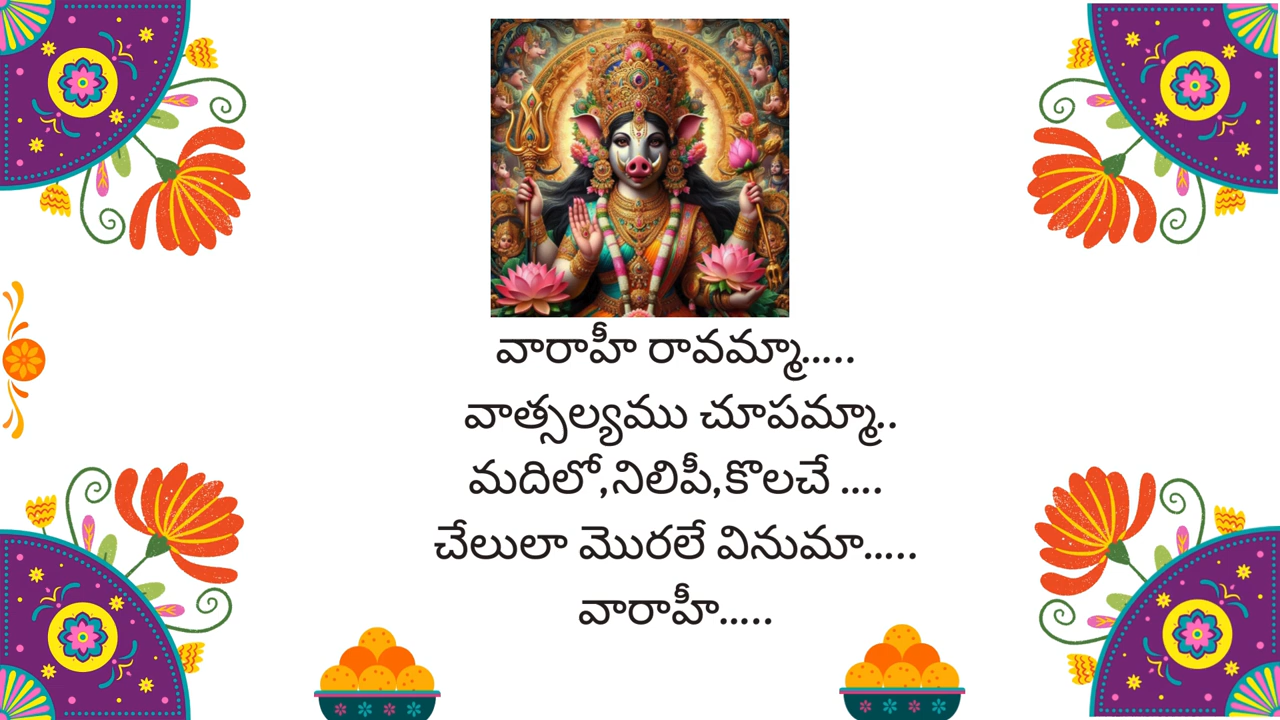 వారాహీ రావమ్మా.....
వాత్సల్యము చూపమ్మా..
మదిలో,నిలిపీ,కొలచే ....
చేలులా మొరలే వినుమా.....
వారాహీ.....